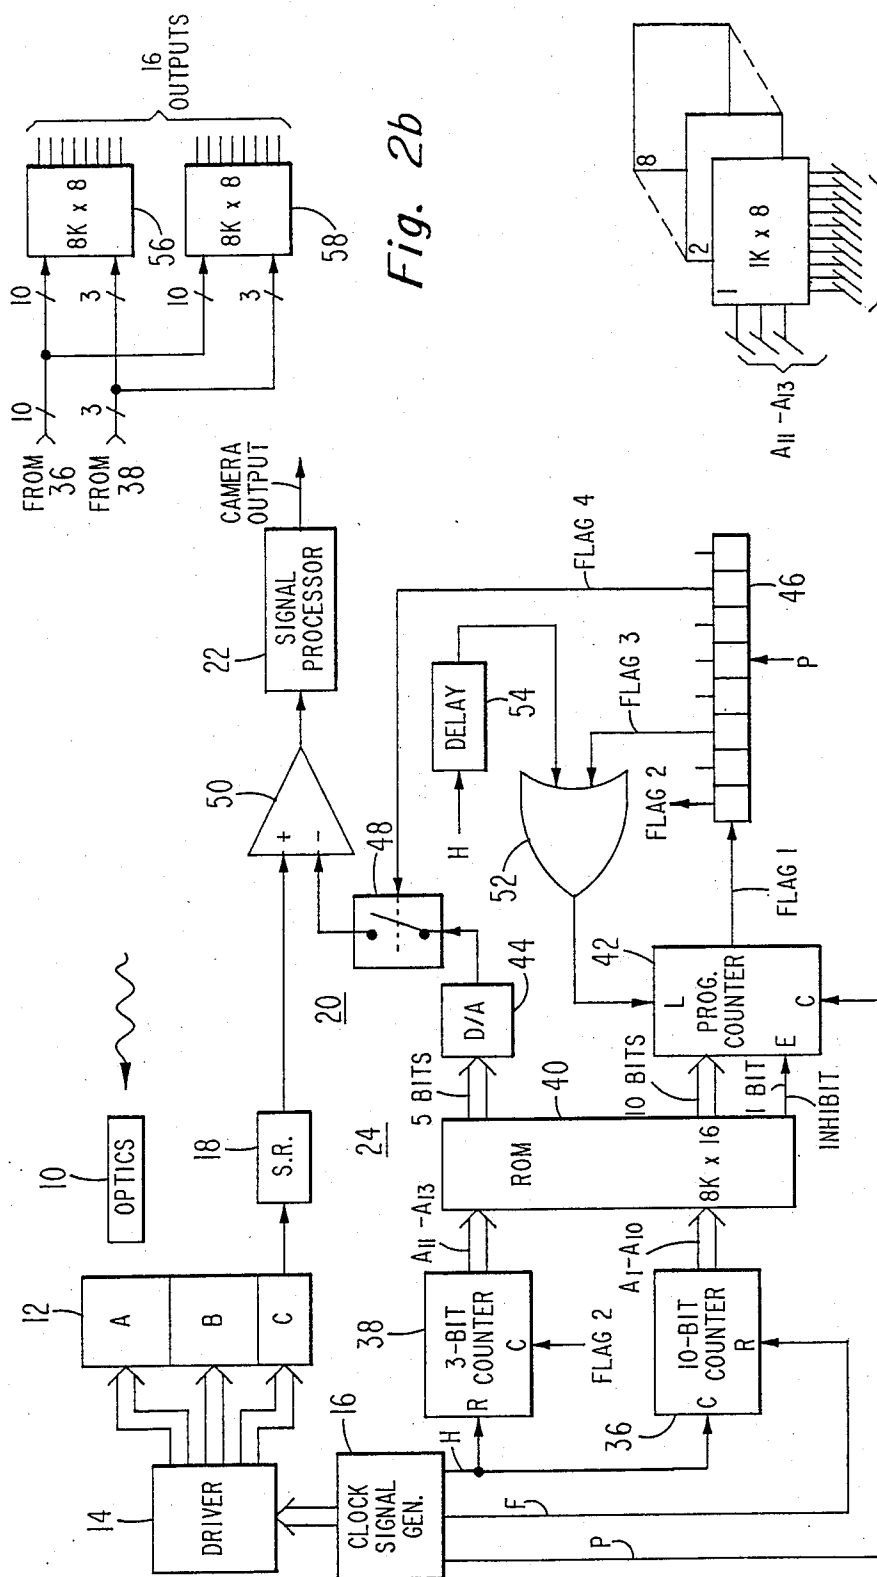 14
DRIVER
12
A
B
C
10
OPTICS
16
CLOCK
SIGNAL
GEN.
H
F
P
18
S.R.
20
24
50
+
-
22
SIGNAL
PROCESSOR
CAMERA
OUTPUT
48
44
D/A
5 BITS
38
3-BIT
COUNTER
R
C
FLAG 2
A11-A13
36
10-BIT
COUNTER
C
R
A1-A10
ROM
40
8K x 16
10 BITS
1 BIT
INHIBIT
42
L
PROG.
COUNTER
E
C
FLAG 1
52
H
DELAY
54
FLAG 2
FLAG 3
FLAG 4
46
P
FROM
36
10
10
FROM
38
3
3
10
3
8K x 8
56
8K x 8
58
16
OUTPUTS
Fig. 2b
1
2
8
1K x 8
A11-A13